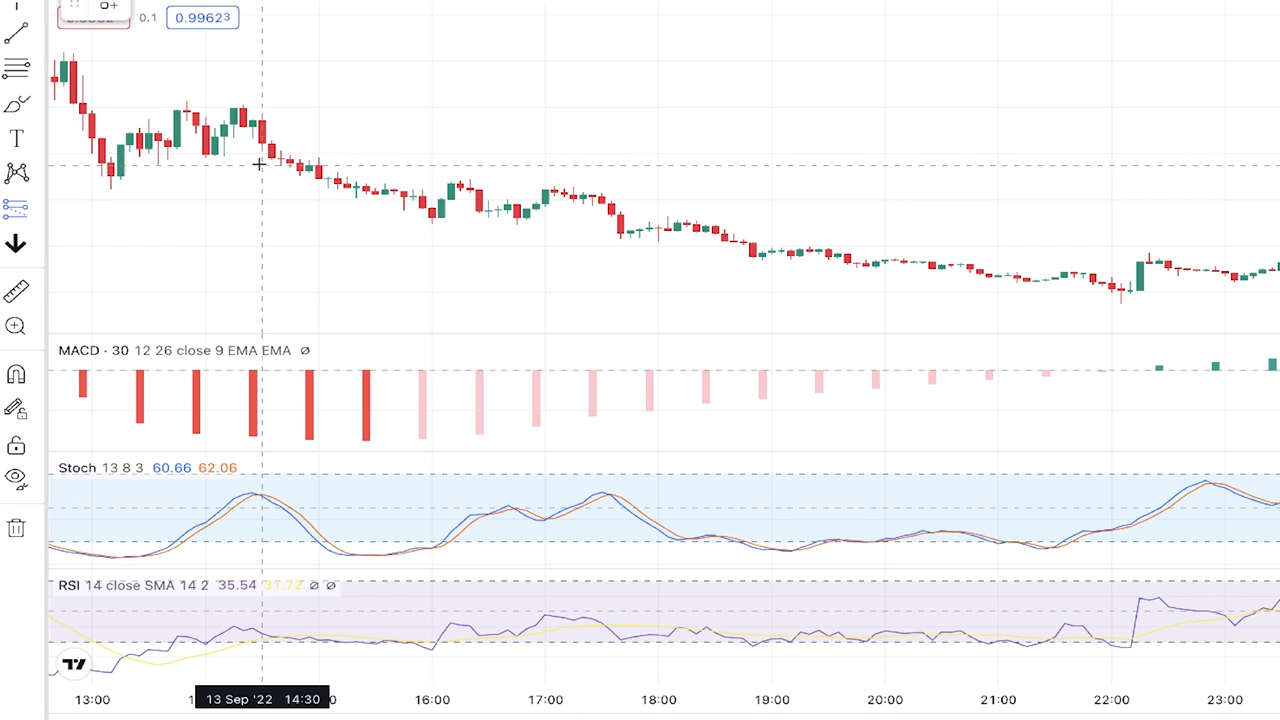 0.1 0.99623
T
MACD · 30 12 26 close 9 EMA EMA ∅
Stoch 13 8 3 60.66 62.06
RSI 14 close SMA 14 2 35.54 31.72 ∅ ∅
13:00 13 Sep '22 14:30 16:00 17:00 18:00 19:00 20:00 21:00 22:00 23:00